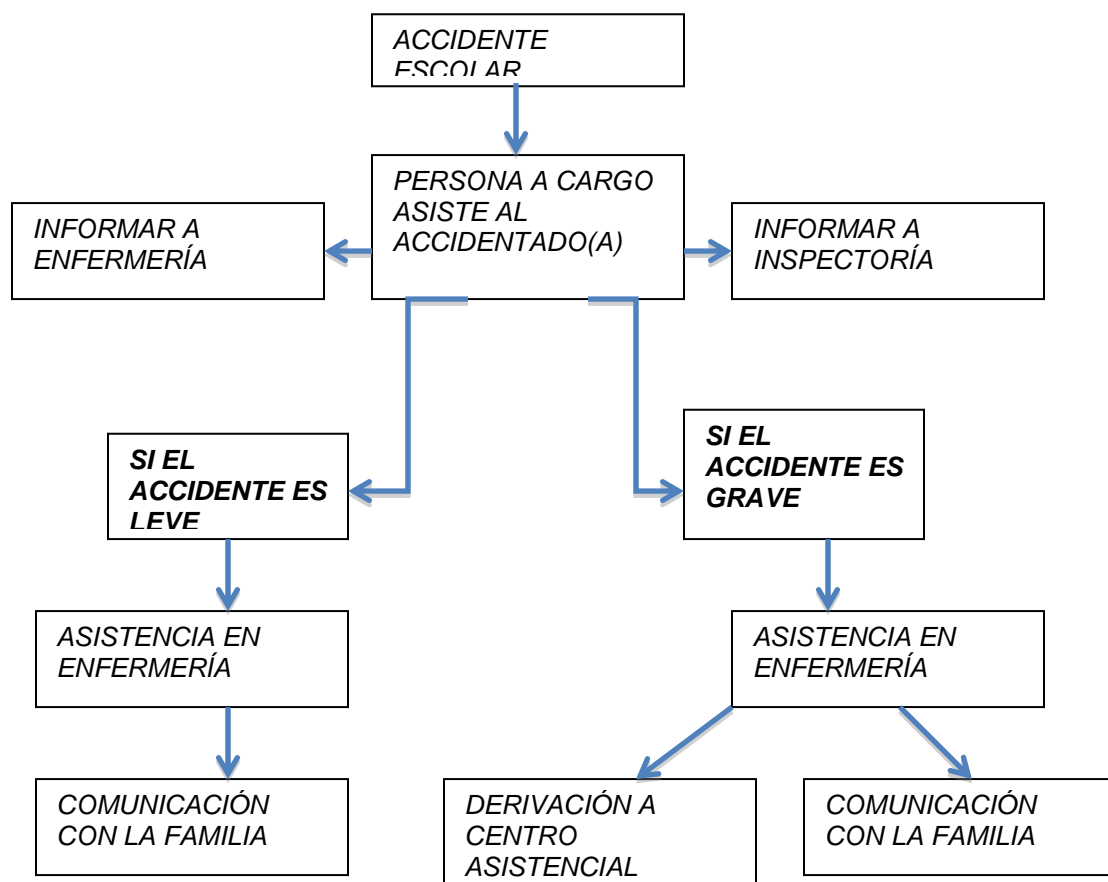 ACCIDENTE
ESCOLAR
PERSONA A CARGO
ASISTE AL
ACCIDENTADO(A)
INFORMAR A
ENFERMERÍA
INFORMAR A
INSPECTORÍA
SI EL
ACCIDENTE ES
LEVE
SI EL
ACCIDENTE ES
GRAVE
ASISTENCIA EN
ENFERMERÍA
ASISTENCIA EN
ENFERMERÍA
COMUNICACIÓN
CON LA FAMILIA
DERIVACIÓN A
CENTRO
ASISTENCIAL
COMUNICACIÓN
CON LA FAMILIA